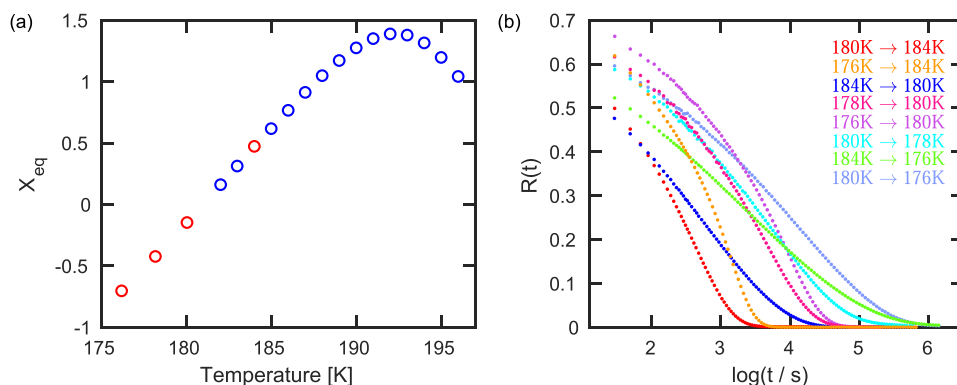 (a)
X_eq
1.5
1
0.5
0
-0.5
-1
175
180
185
190
195
Temperature [K]
(b)
R(t)
0.7
0.6
0.5
0.4
0.3
0.2
0.1
0
2
3
4
5
6
log(t / s)
180K → 184K
176K → 184K
184K → 180K
178K → 180K
176K → 180K
180K → 178K
184K → 176K
180K → 176K